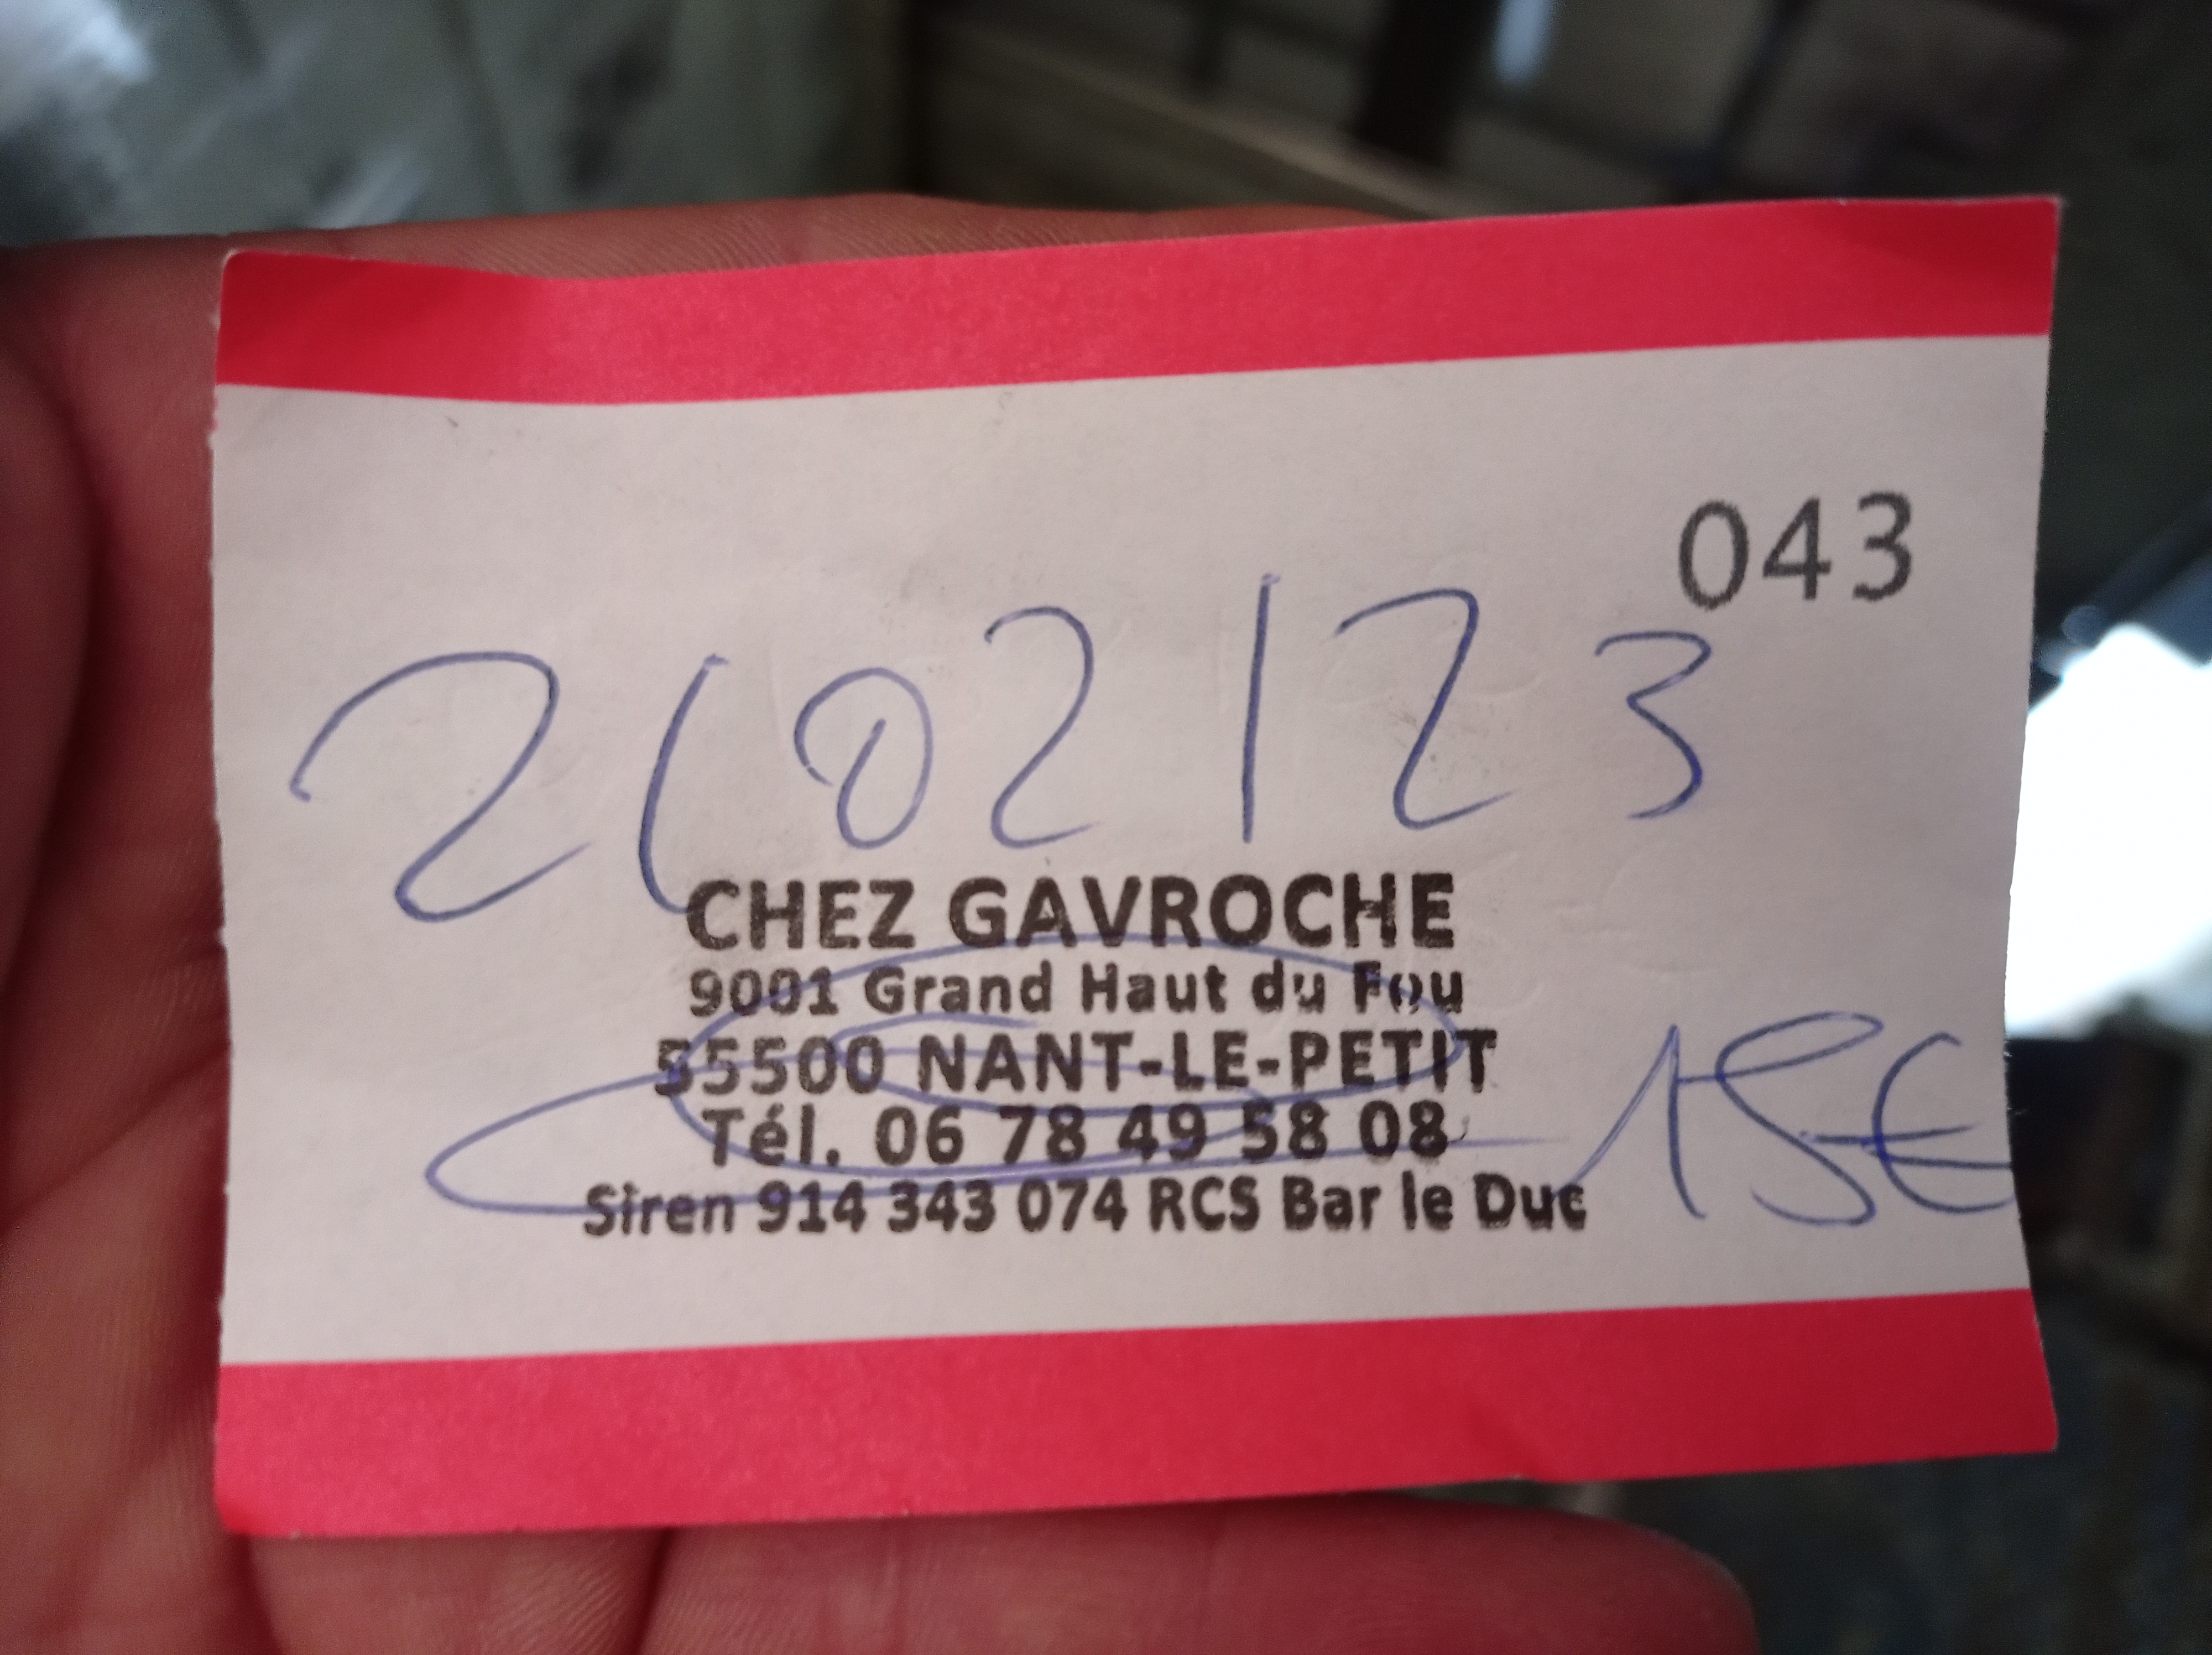 043
21 02 / 23
CHEZ GAVROCHE
9001 Grand Haut du Fou
55500 NANT-LE-PETIT
Tél. 06 78 49 58 08
15€
Siren 914 343 074 RCS Bar le Duc